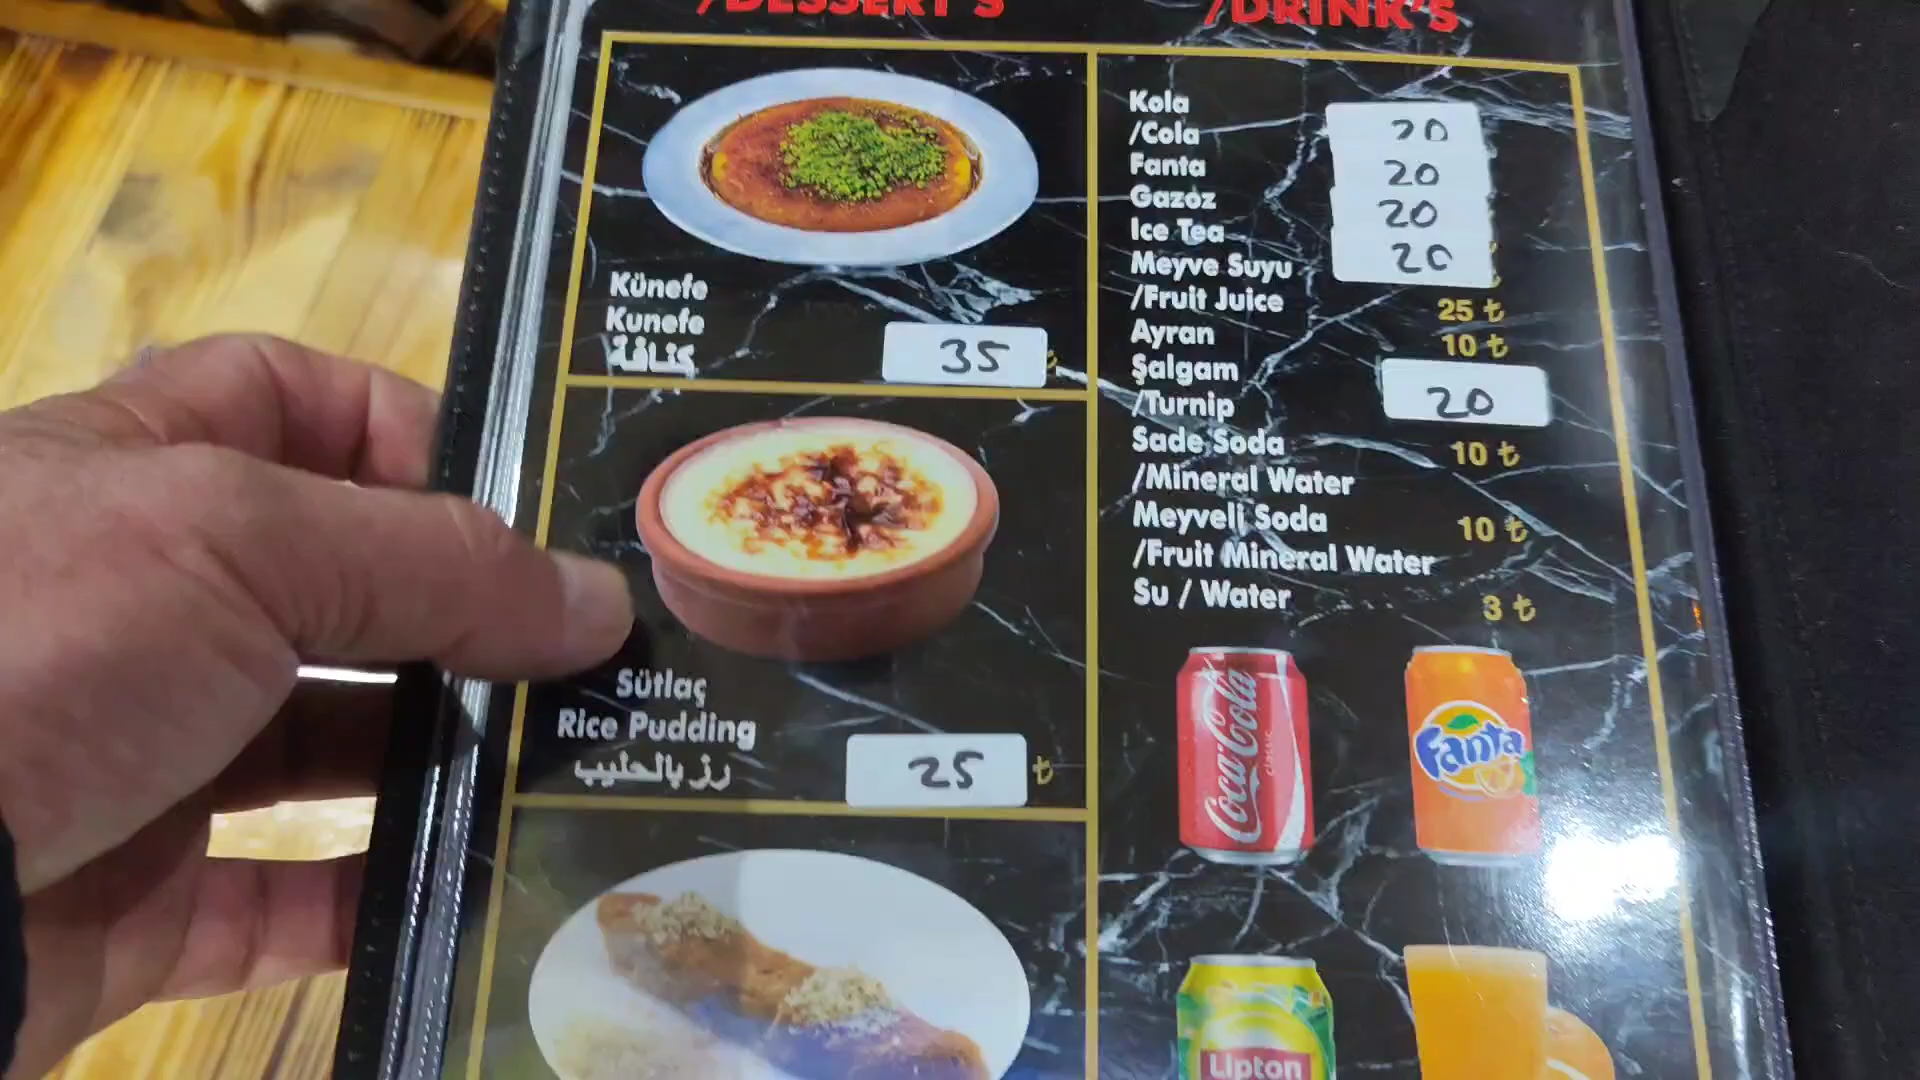 /DESSERT'S
Künefe
Kunefe
كنافة
35 ₺
Sütlaç
Rice Pudding
رز بالحليب
25 ₺
/DRINK'S
Kola
/Cola 20
Fanta 20
Gazoz 20
Ice Tea 20
Meyve Suyu
/Fruit Juice 25 ₺
Ayran 10 ₺
Şalgam
/Turnip 20
Sade Soda 10 ₺
/Mineral Water
Meyveli Soda 10 ₺
/Fruit Mineral Water
Su / Water 3 ₺
Coca-Cola
classic
Fanta
Lipton